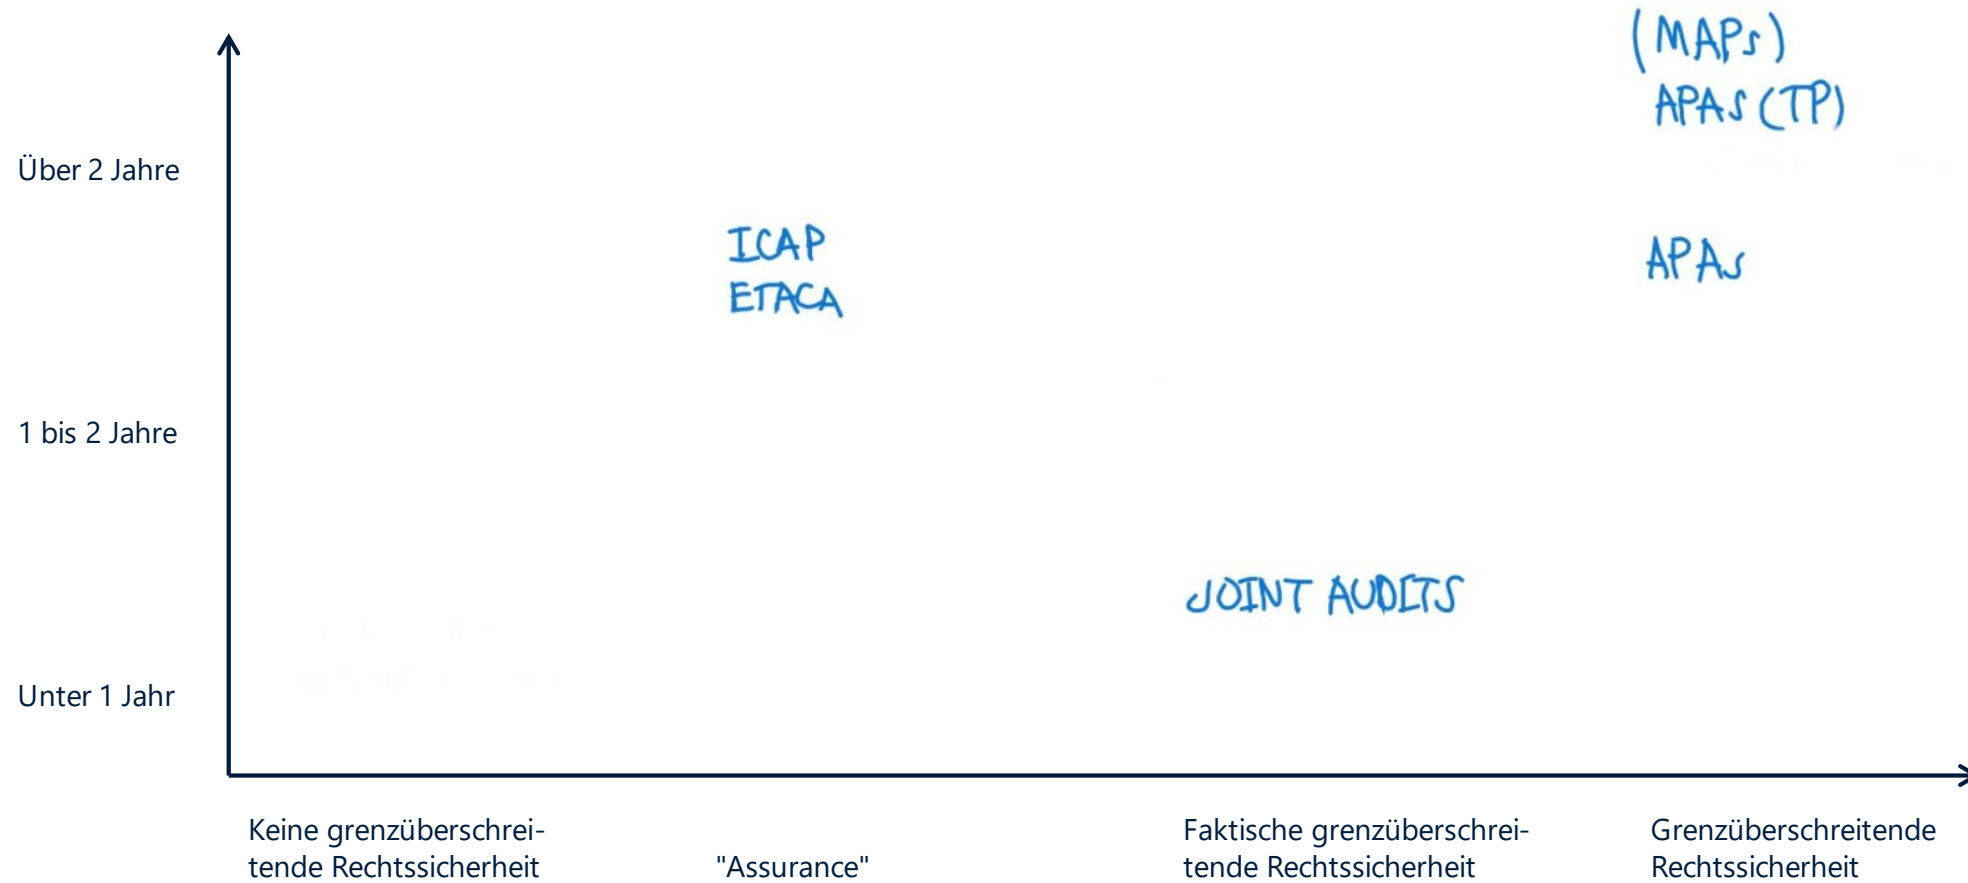 (MAPs)
APAs (TP)
Über 2 Jahre
ICAP
ETACA
APAs
1 bis 2 Jahre
JOINT AUDITS
Unter 1 Jahr
Keine grenzüberschrei-
tende Rechtssicherheit
"Assurance"
Faktische grenzüberschrei-
tende Rechtssicherheit
Grenzüberschreitende
Rechtssicherheit